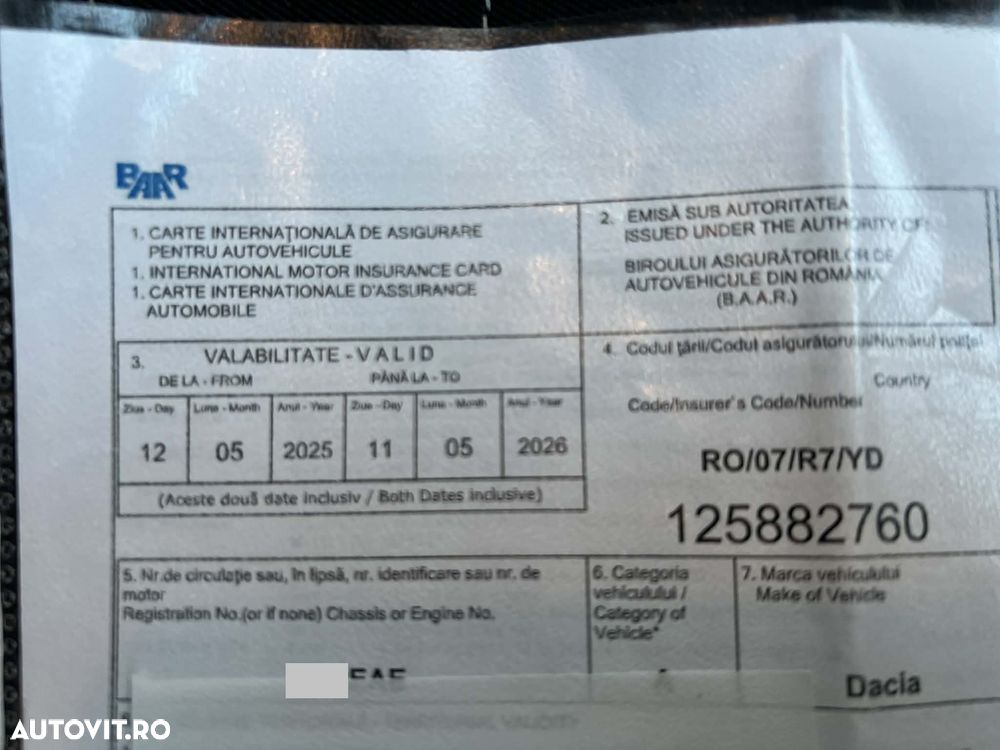 BAAR
1. CARTE INTERNAŢIONALĂ DE ASIGURARE
PENTRU AUTOVEHICULE
1. INTERNATIONAL MOTOR INSURANCE CARD
1. CARTE INTERNATIONALE D'ASSURANCE
AUTOMOBILE
2. EMISĂ SUB AUTORITATEA
ISSUED UNDER THE AUTHORITY OF
BIROULUI ASIGURĂTORILOR DE
AUTOVEHICULE DIN ROMÂNIA
(B.A.A.R.)
3. VALABILITATE - VALID
DE LA - FROM PÂNĂ LA - TO
Ziua - Day Luna - Month Anul - Year Ziua - Day Luna - Month Anul - Year
12 05 2025 11 05 2026
(Aceste două date inclusiv / Both Dates inclusive)
4. Codul ţării/Codul asigurătorului/Numărul poliţei
Country
Code/Insurer's Code/Number
RO/07/R7/YD
125882760
5. Nr.de circulaţie sau, în lipsă, nr. identificare sau nr. de
motor
Registration No.(or if none) Chassis or Engine No.
6. Categoria
vehiculului /
Category of
Vehicle*
7. Marca vehiculului
Make of Vehicle
Dacia
AUTOVIT.RO